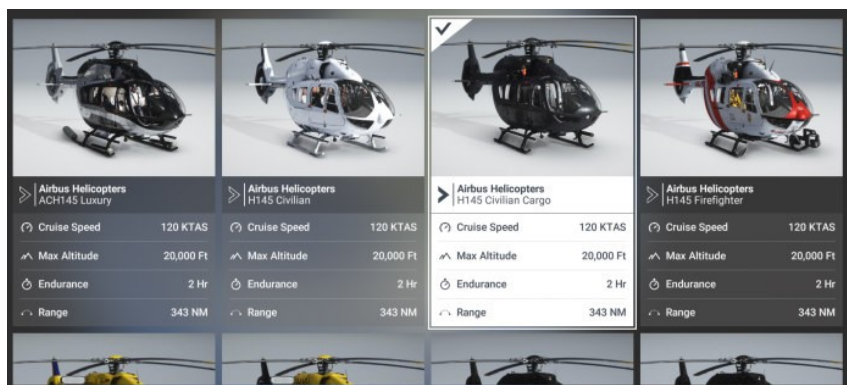 Airbus Helicopters
ACH145 Luxury
Cruise Speed 120 KTAS
Max Altitude 20,000 Ft
Endurance 2 Hr
Range 343 NM
Airbus Helicopters
H145 Civilian
Cruise Speed 120 KTAS
Max Altitude 20,000 Ft
Endurance 2 Hr
Range 343 NM
Airbus Helicopters
H145 Civilian Cargo
Cruise Speed 120 KTAS
Max Altitude 20,000 Ft
Endurance 2 Hr
Range 343 NM
Airbus Helicopters
H145 Firefighter
Cruise Speed 120 KTAS
Max Altitude 20,000 Ft
Endurance 2 Hr
Range 343 NM